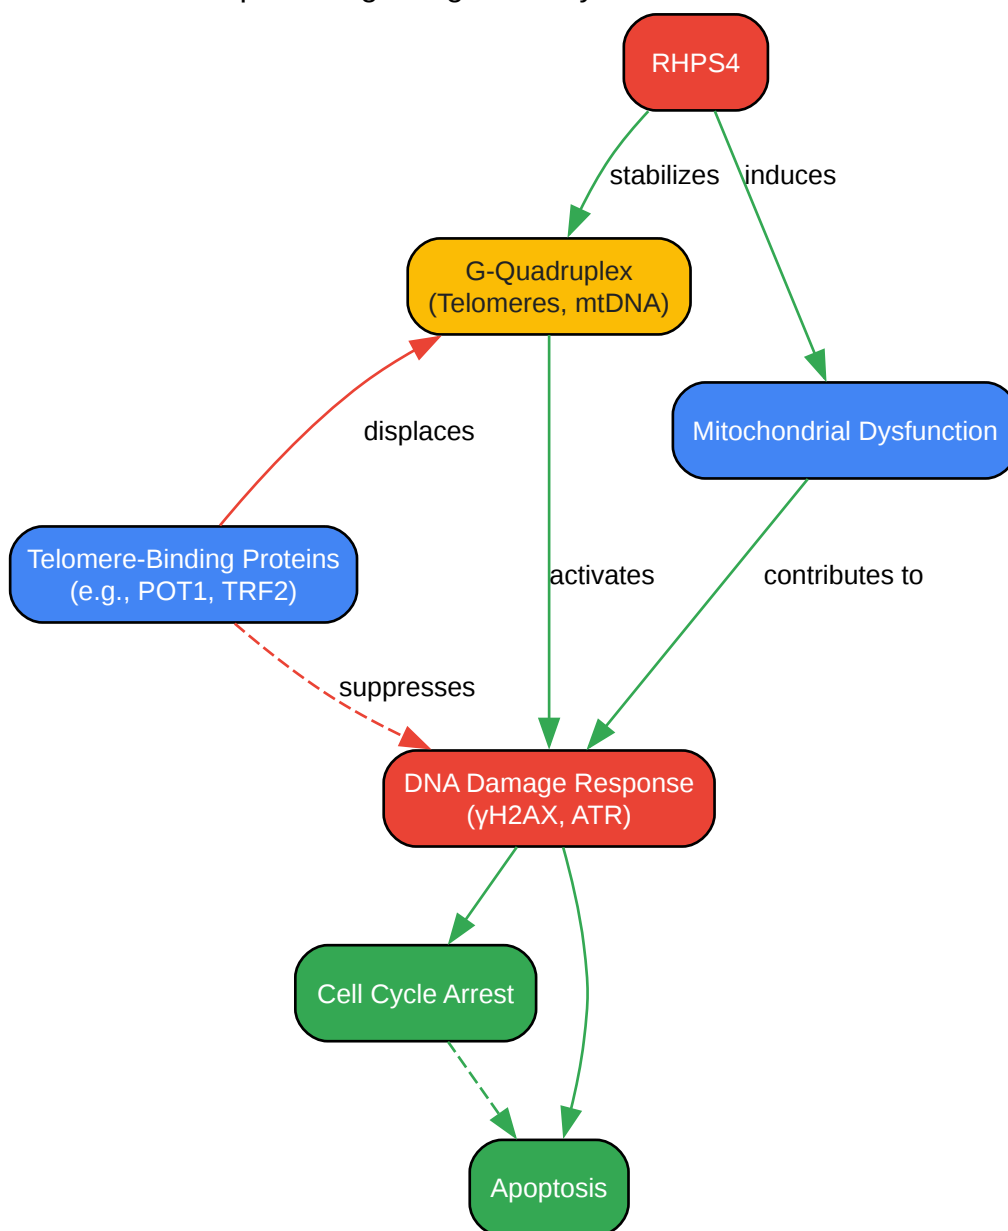 RHPS4
stabilizes
induces
G-Quadruplex
(Telomeres, mtDNA)
displaces
Mitochondrial Dysfunction
Telomere-Binding Proteins
(e.g., POT1, TRF2)
activates
contributes to
suppresses
DNA Damage Response
(γH2AX, ATR)
Cell Cycle Arrest
Apoptosis